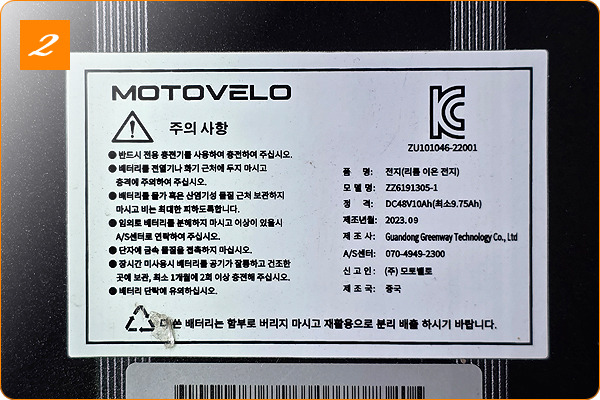 2
MOTOVELO
주의 사항
● 반드시 전용 충전기를 사용하여 충전하여 주십시오.
● 배터리를 전열기나 화기 근처에 두지 마시고
충격에 주의하여 주십시오.
● 배터리를 물가 혹은 산염기성 물질 근처 보관하지
마시고 비는 최대한 피하도록합니다.
● 임의로 배터리를 분해하지 마시고 이상이 있을시
A/S센터로 연락하여 주십시오.
● 단자에 금속 물질을 접촉하지 마십시오.
● 장시간 미사용시 배터리를 공기가 잘통하고 건조한
곳에 보관, 최소 1개월에 2회 이상 충전해 주십시오.
● 배터리 단락에 유의하십시오.
KC
ZU101046-22001
품 명: 전지(리튬 이온 전지)
모 델 명: ZZ6191305-1
정 격: DC48V10Ah(최소9.75Ah)
제조년월: 2023.09
제 조 사: Guandong Greenway Technology Co., Ltd
A/S센터: 070-4949-2300
신 고 인: (주) 모토벨로
제 조 국: 중국
쓴 배터리는 함부로 버리지 마시고 재활용으로 분리 배출 하시기 바랍니다.